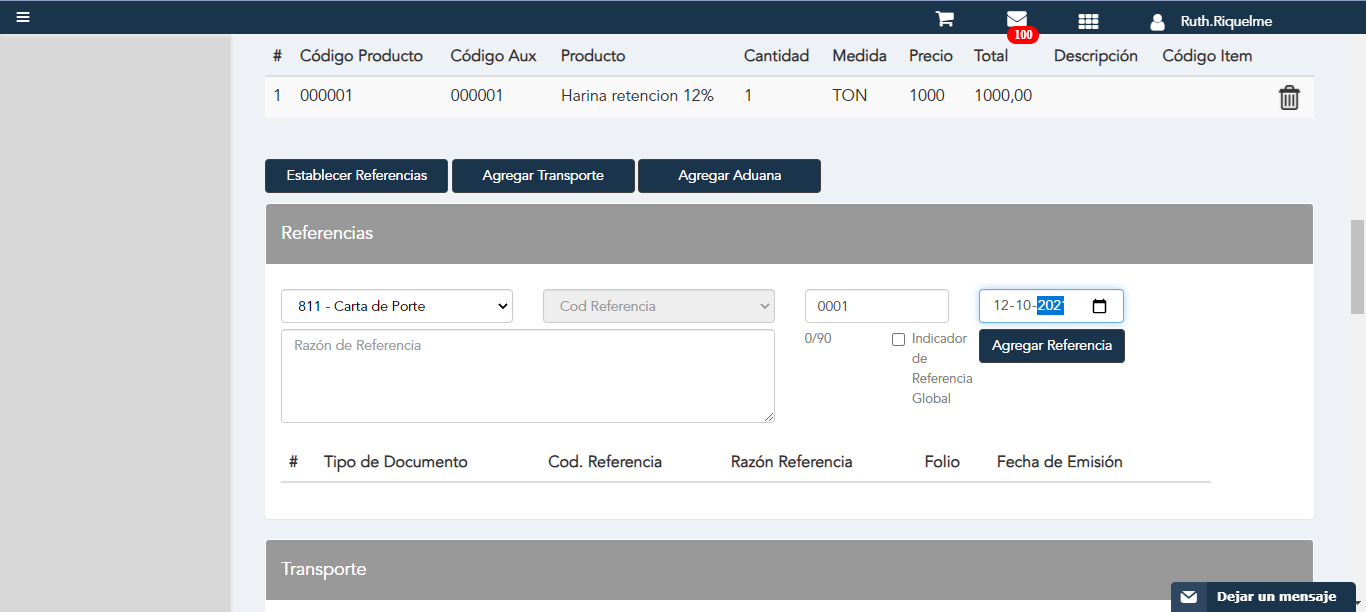 Ruth.Riquelme
100
# Código Producto Código Aux Producto Cantidad Medida Precio Total Descripción Código Item
1 000001 000001 Harina retencion 12% 1 TON 1000 1000,00
Establecer Referencias Agregar Transporte Agregar Aduana
Referencias
811 - Carta de Porte Cod Referencia 0001 12-10-2021
Razón de Referencia 0/90 Indicador Agregar Referencia
de
Referencia
Global
# Tipo de Documento Cod. Referencia Razón Referencia Folio Fecha de Emisión
Transporte
Dejar un mensaje